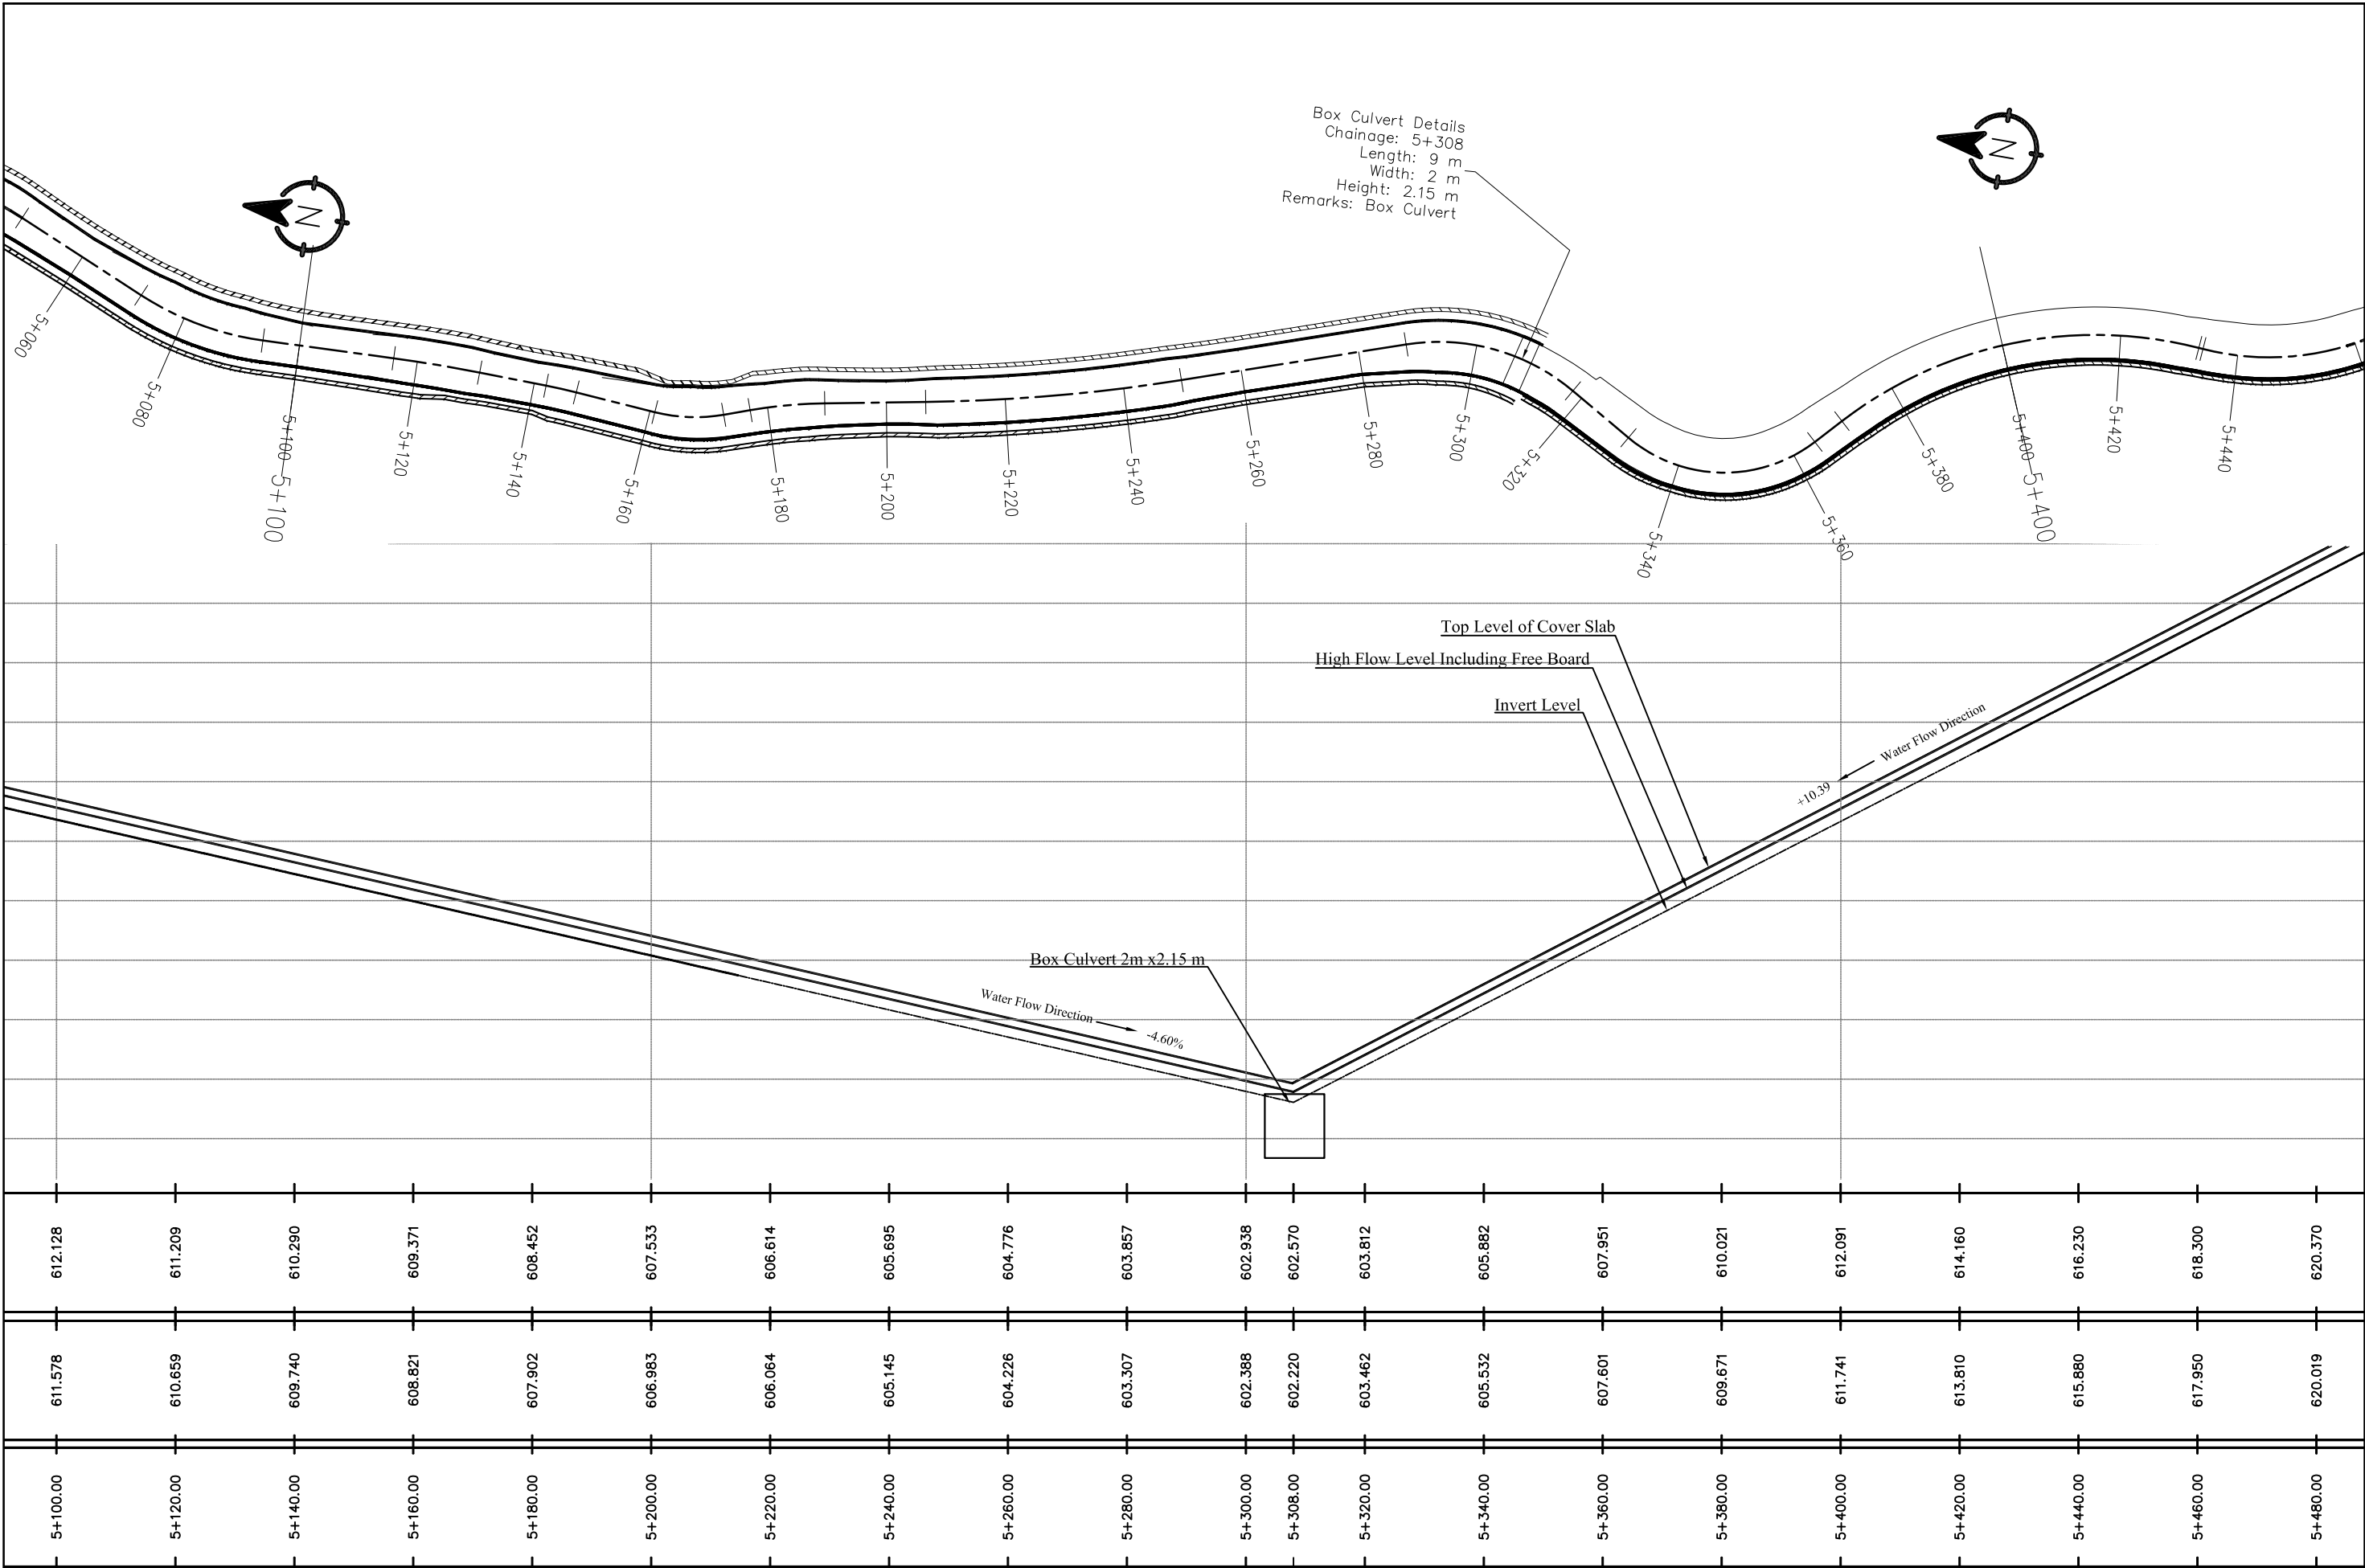 Box Culvert Details
Chainage: 5+308
Length: 9 m
Width: 2 m
Height: 2.15 m
Remarks: Box Culvert
N
N
5+060
5+080
5+100
5+100
5+120
5+140
5+160
5+180
5+200
5+220
5+240
5+260
5+280
5+300
5+320
5+340
5+360
5+380
5+400
5+400
5+420
5+440
Top Level of Cover Slab
High Flow Level Including Free Board
Invert Level
Water Flow Direction
+10.39
Box Culvert 2m x2.15 m
Water Flow Direction
-4.60%
612.128 611.209 610.290 609.371 608.452 607.533 606.614 605.695 604.776 603.857 602.938 602.570 603.812 605.882 607.951 610.021 612.091 614.160 616.230 618.300 620.370
611.578 610.659 609.740 608.821 607.902 606.983 606.064 605.145 604.226 603.307 602.388 602.220 603.462 605.532 607.601 609.671 611.741 613.810 615.880 617.950 620.019
5+100.00 5+120.00 5+140.00 5+160.00 5+180.00 5+200.00 5+220.00 5+240.00 5+260.00 5+280.00 5+300.00 5+308.00 5+320.00 5+340.00 5+360.00 5+380.00 5+400.00 5+420.00 5+440.00 5+460.00 5+480.00